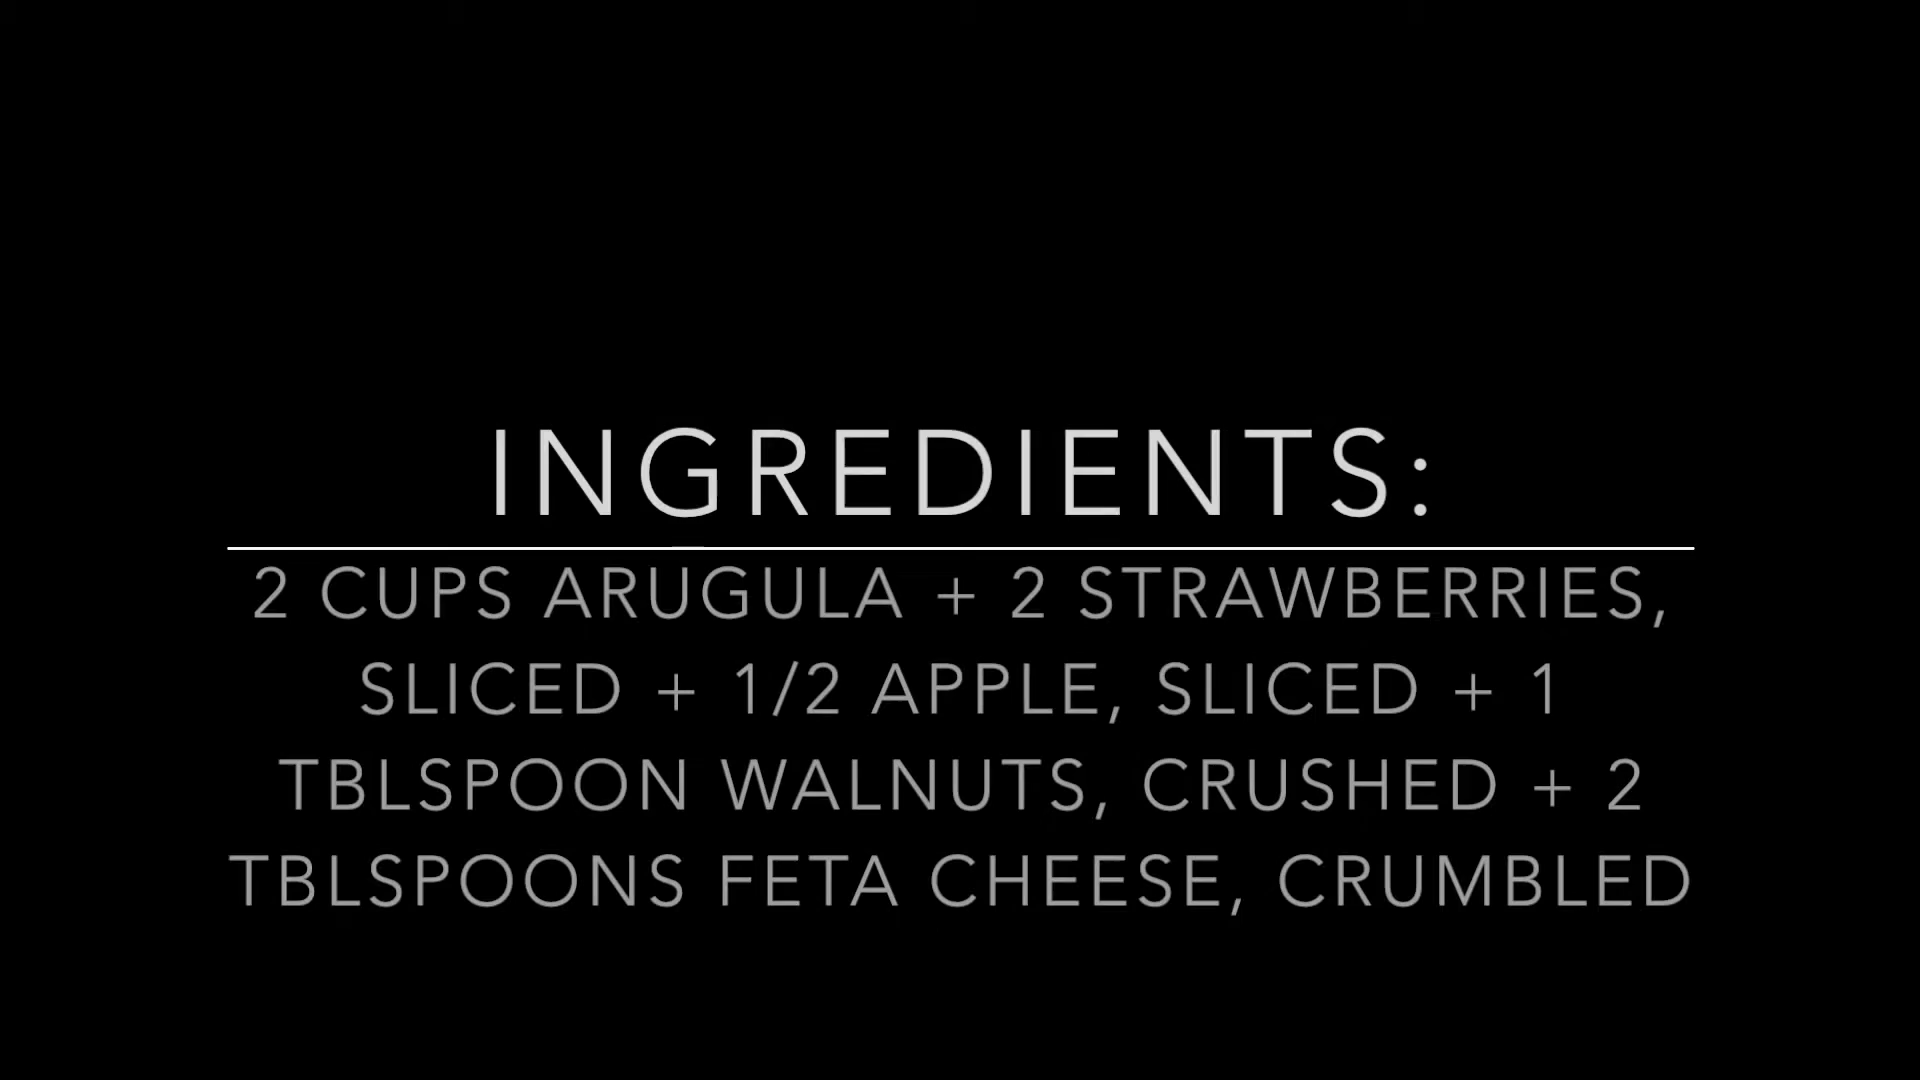 INGREDIENTS:
2 CUPS ARUGULA + 2 STRAWBERRIES,
SLICED + 1/2 APPLE, SLICED + 1
TBLSPOON WALNUTS, CRUSHED + 2
TBLSPOONS FETA CHEESE, CRUMBLED